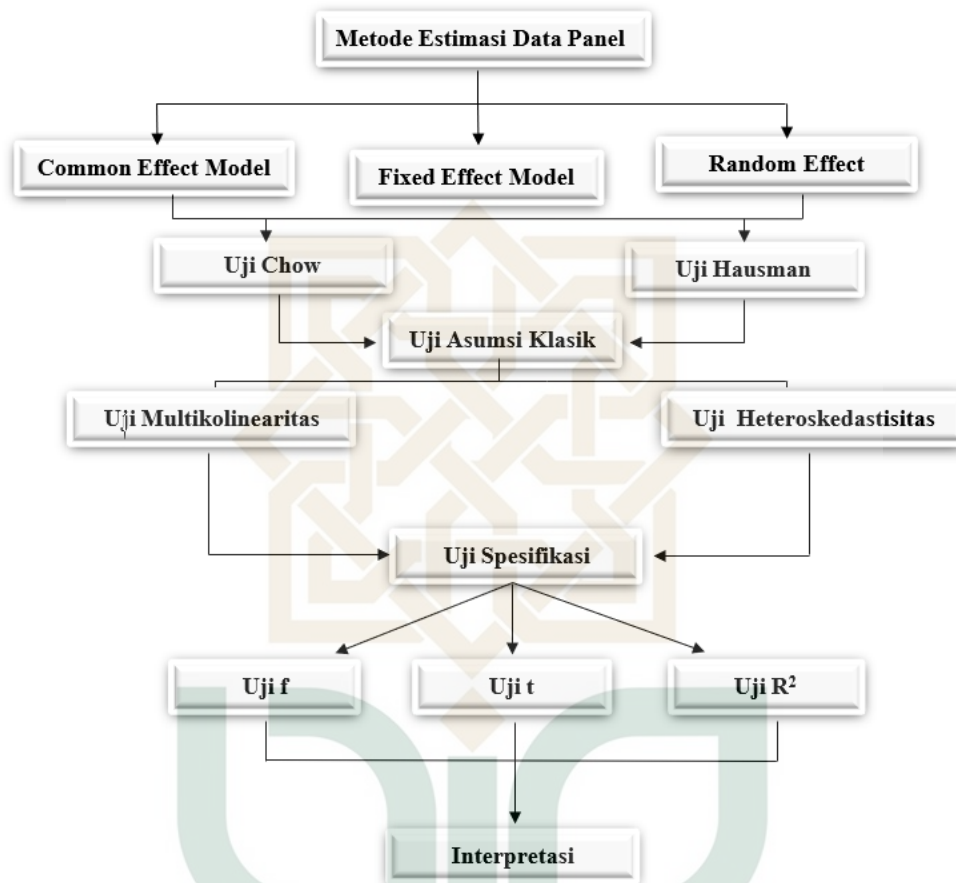 Metode Estimasi Data Panel
Common Effect Model
Fixed Effect Model
Random Effect
Uji Chow
Uji Hausman
Uji Asumsi Klasik
Uji Multikolinearitas
Uji Heteroskedastisitas
Uji Spesifikasi
Uji f
Uji t
Uji R²
Interpretasi